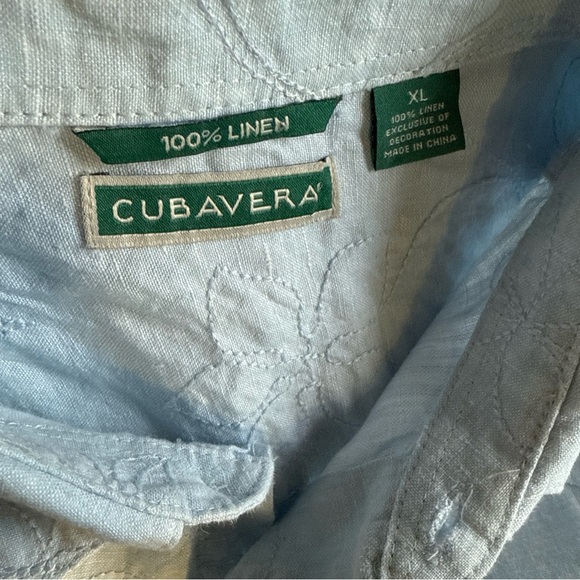 100% LINEN
CUBAVERA
XL
100% LINEN
EXCLUSIVE OF
DECORATION
MADE IN CHINA